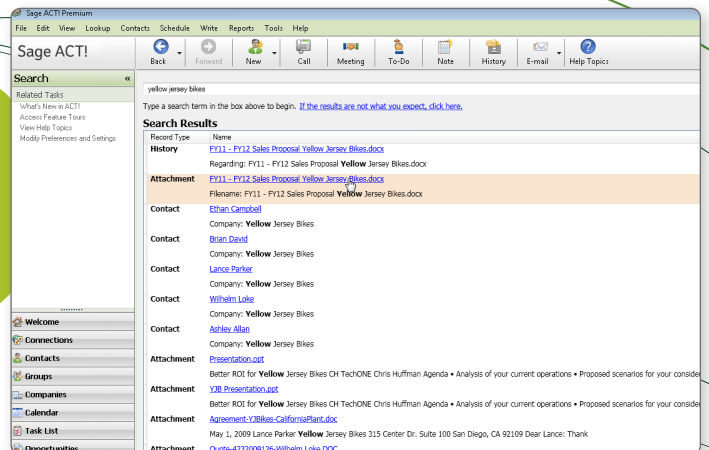 Sage ACT! Premium
File Edit View Lookup Contacts Schedule Write Reports Tools Help
Sage ACT!
Back Forward New Call Meeting To-Do Note History E-mail Help Topics
Search «
Related Tasks
What's New in ACT!
Access Feature Tours
View Help Topics
Modify Preferences and Settings
Welcome
Connections
Contacts
Groups
Companies
Calendar
Task List
Opportunities
yellow jersey bikes
Type a search term in the box above to begin. If the results are not what you expect, click here.
Search Results
Record Type Name
History FY11 - FY12 Sales Proposal Yellow Jersey Bikes.docx
Regarding: FY11 - FY12 Sales Proposal Yellow Jersey Bikes.docx
Attachment FY11 - FY12 Sales Proposal Yellow Jersey Bikes.docx
Filename: FY11 - FY12 Sales Proposal Yellow Jersey Bikes.docx
Contact Ethan Campbell
Company: Yellow Jersey Bikes
Contact Brian David
Company: Yellow Jersey Bikes
Contact Lance Parker
Company: Yellow Jersey Bikes
Contact Wilhelm Loke
Company: Yellow Jersey Bikes
Contact Ashley Allan
Company: Yellow Jersey Bikes
Attachment Presentation.ppt
Better ROI for Yellow Jersey Bikes CH TechONE Chris Huffman Agenda • Analysis of your current operations • Proposed scenarios for your consider
Attachment YJB Presentation.ppt
Better ROI for Yellow Jersey Bikes CH TechONE Chris Huffman Agenda • Analysis of your current operations • Proposed scenarios for your consider
Attachment Agreement-YJBikes-CaliforniaPlant.doc
May 1, 2009 Lance Parker Yellow Jersey Bikes 315 Center Dr. Suite 100 San Diego, CA 92109 Dear Lance: Thank
Attachment Quote-4232009126-Wilhelm Loke.DOC